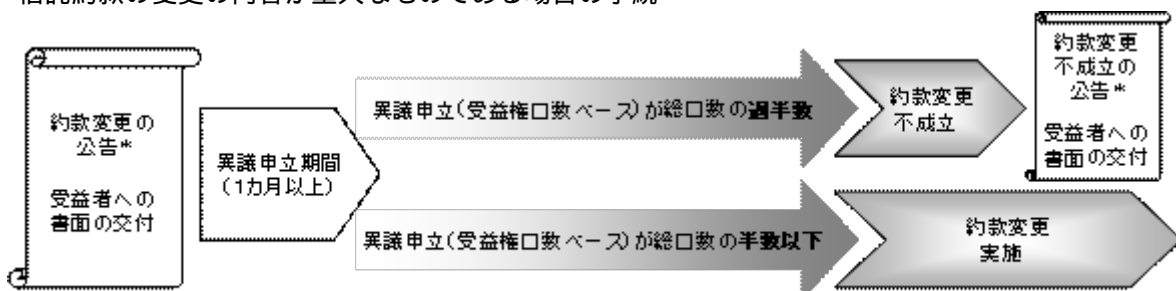 約款変更の
公告*
受益者への
書面の交付
異議申立期間
(1カ月以上)
異議申立(受益権口数ベース)が総口数の過半数
約款変更
不成立
約款変更
不成立の
公告*
受益者への
書面の交付
異議申立(受益権口数ベース)が総口数の半数以下
約款変更
実施